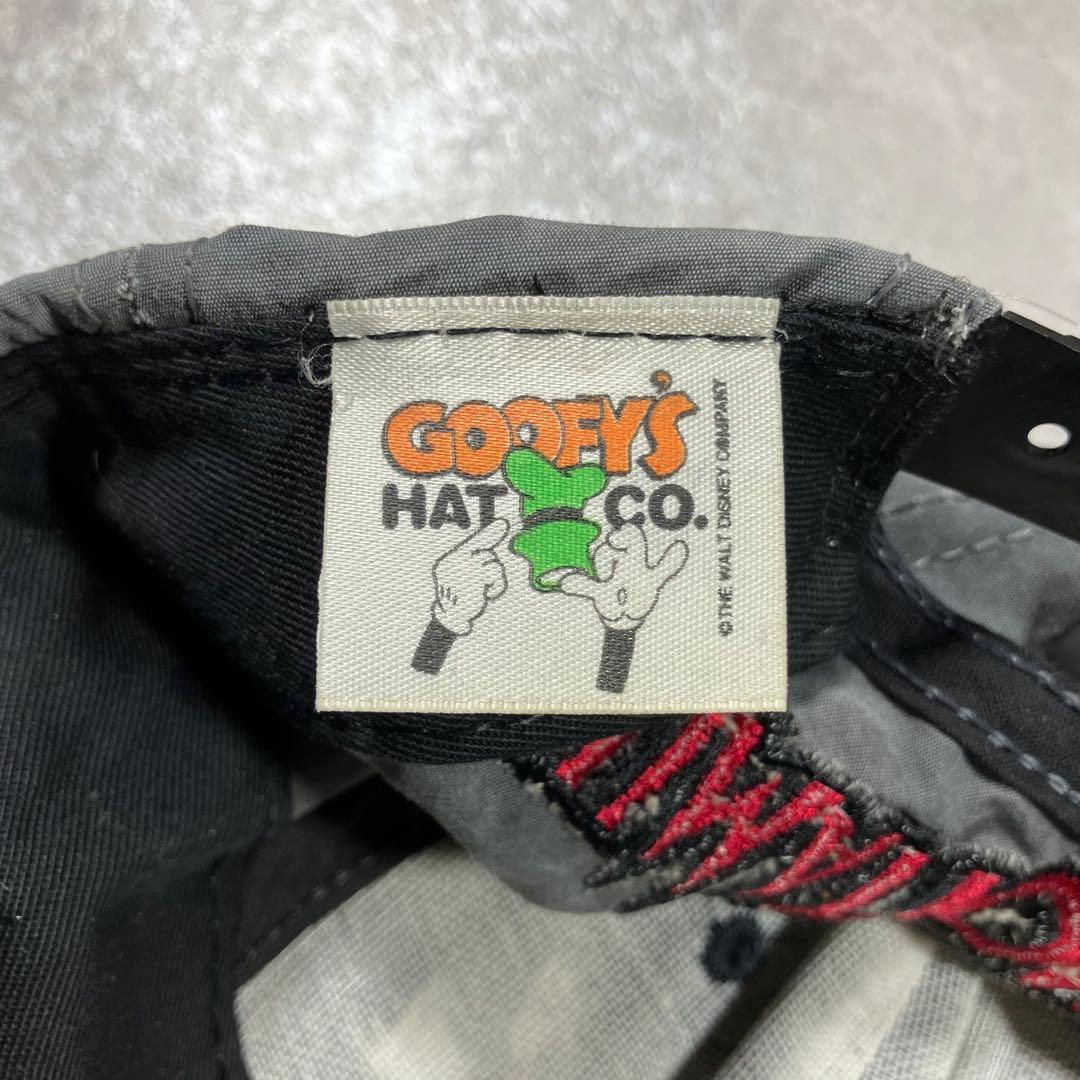 GOOFY'S
HAT CO.
© THE WALT DISNEY COMPANY